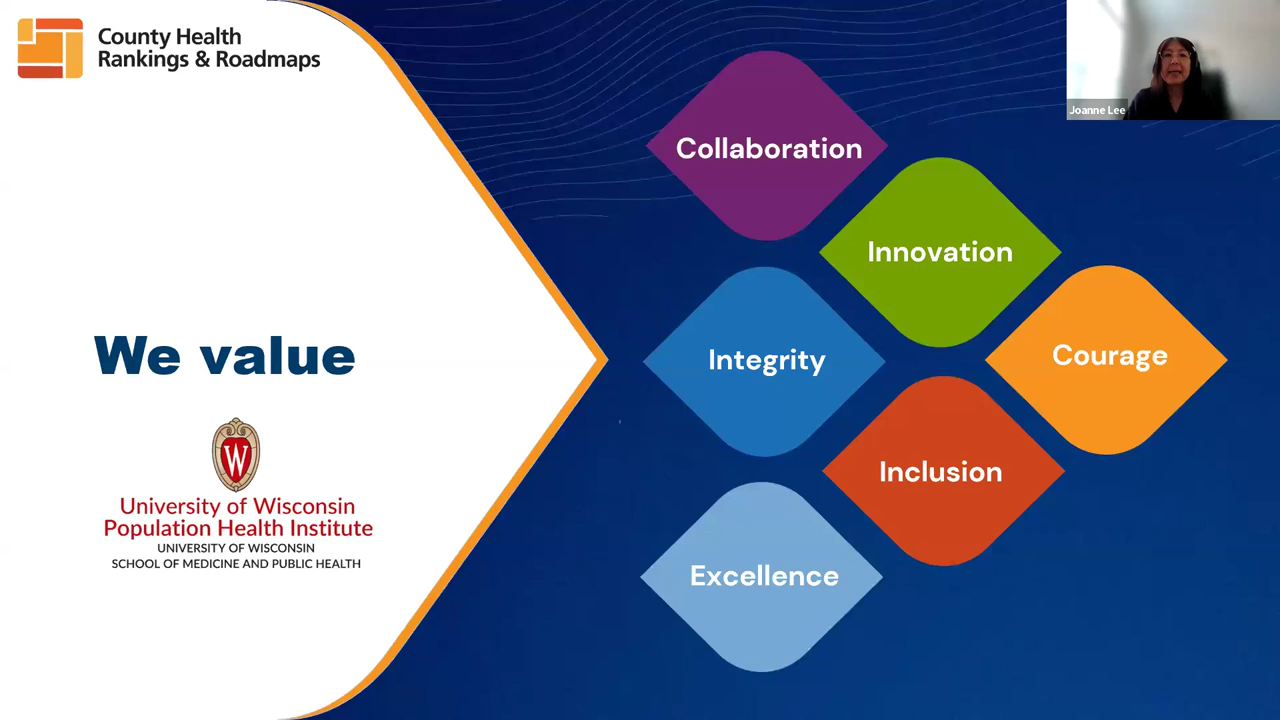 County Health
Rankings & Roadmaps
Joanne Lee
We value
W
University of Wisconsin
Population Health Institute
UNIVERSITY OF WISCONSIN
SCHOOL OF MEDICINE AND PUBLIC HEALTH
Collaboration
Innovation
Integrity
Courage
Inclusion
Excellence